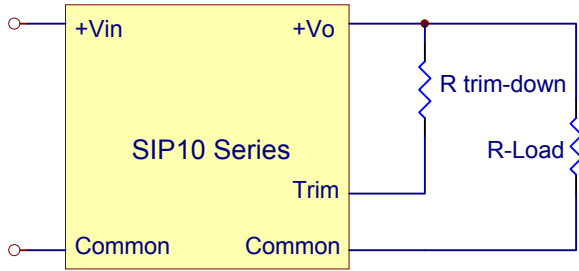 +Vin
+Vo
R trim-down
SIP10 Series
R-Load
Trim
Common
Common